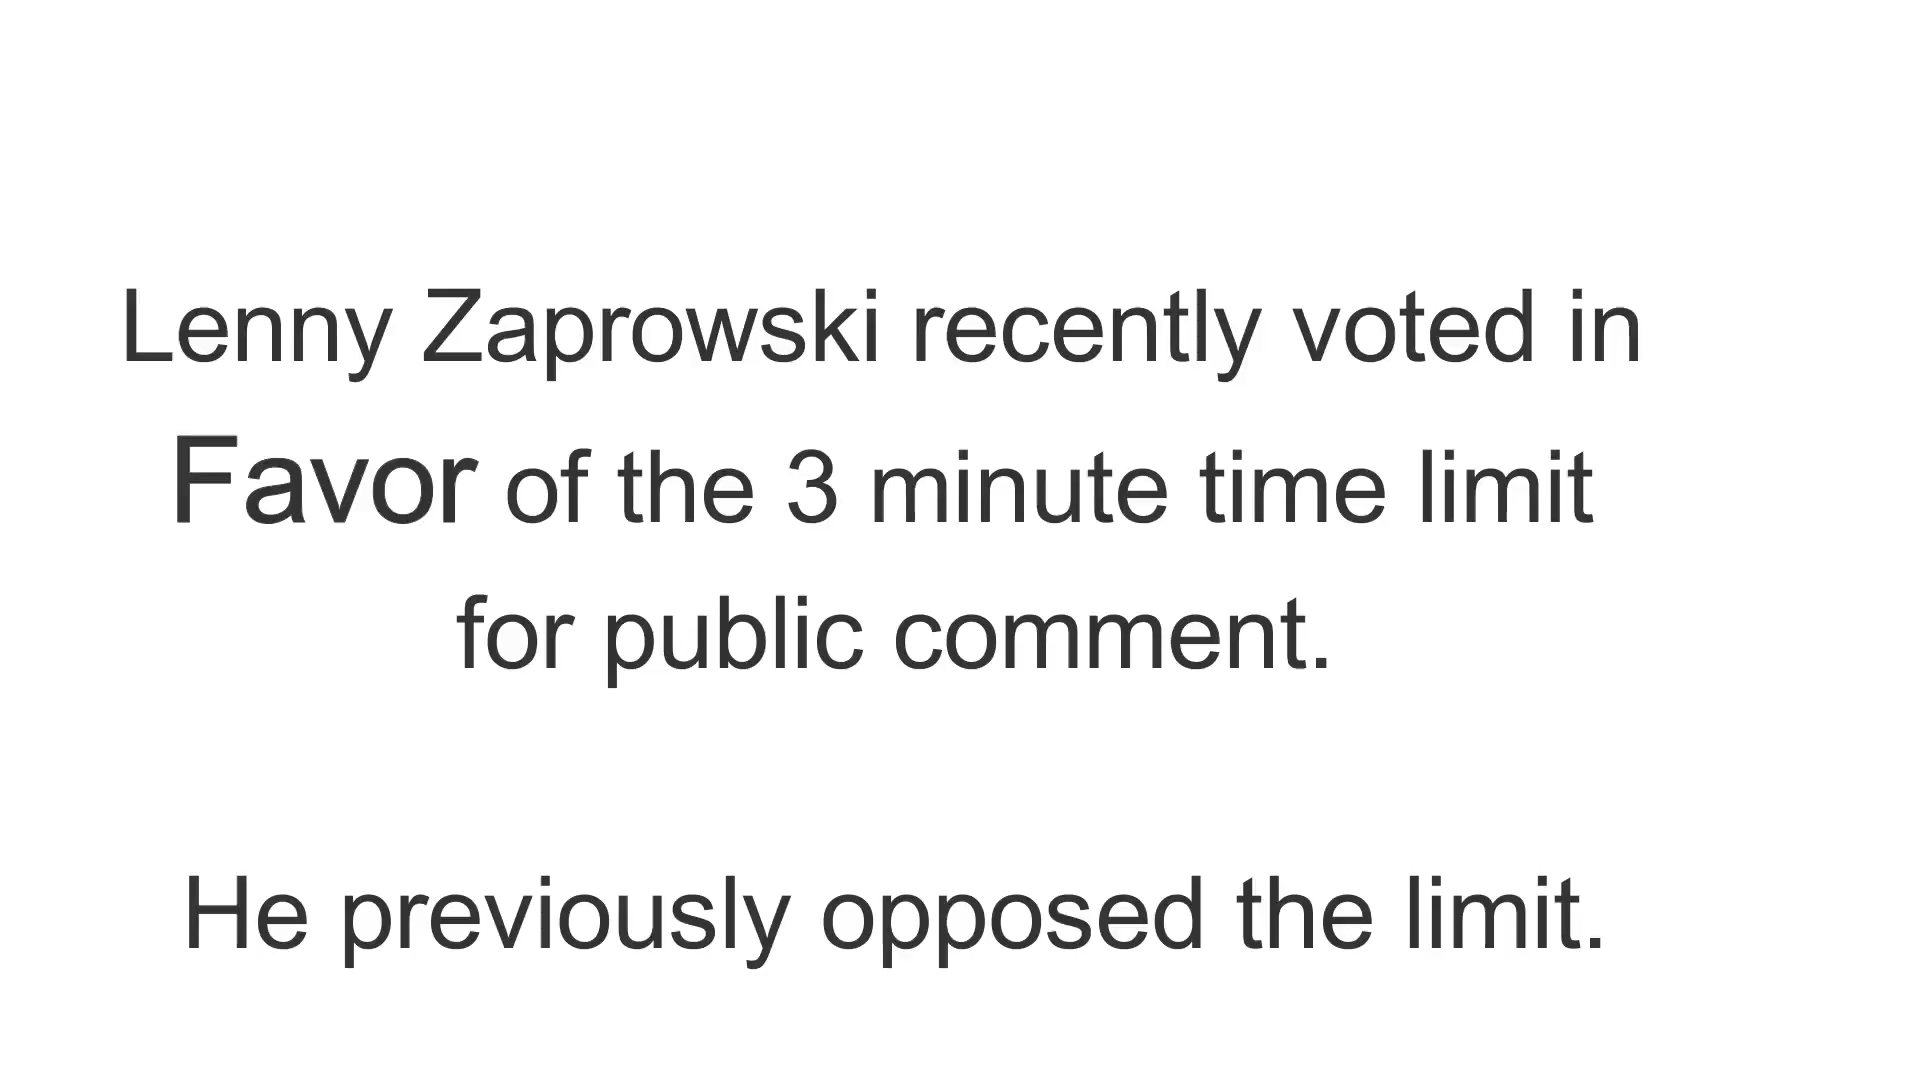 Lenny Zaprowski recently voted in
Favor of the 3 minute time limit
for public comment.
He previously opposed the limit.